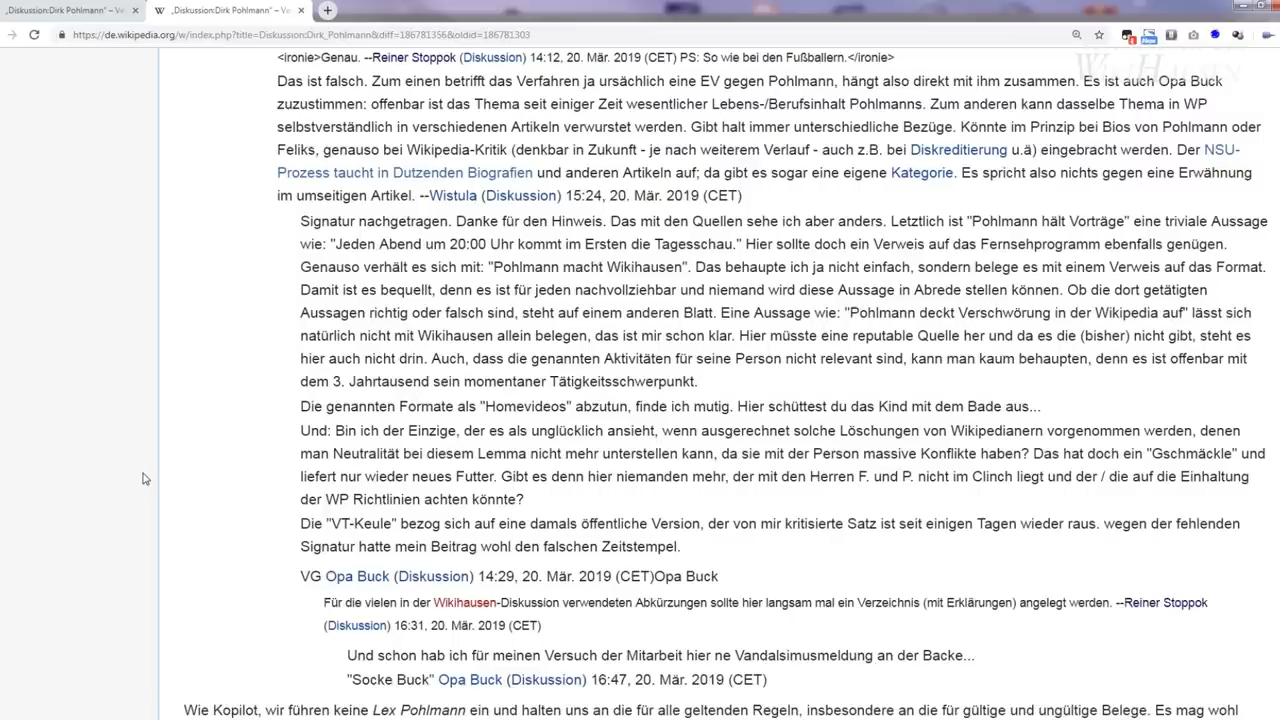 „Diskussion:Dirk Pohlmann“ – Ve
„Diskussion:Dirk Pohlmann“ – Ve
https://de.wikipedia.org/w/index.php?title=Diskussion:Dirk_Pohlmann&diff=186781356&oldid=186781303
<ironie>Genau. --Reiner Stoppok (Diskussion) 14:12, 20. Mär. 2019 (CET) PS: So wie bei den Fußballern.</ironie>
Das ist falsch. Zum einen betrifft das Verfahren ja ursächlich eine EV gegen Pohlmann, hängt also direkt mit ihm zusammen. Es ist auch Opa Buck
zuzustimmen: offenbar ist das Thema seit einiger Zeit wesentlicher Lebens-/Berufsinhalt Pohlmanns. Zum anderen kann dasselbe Thema in WP
selbstverständlich in verschiedenen Artikeln verwurstet werden. Gibt halt immer unterschiedliche Bezüge. Könnte im Prinzip bei Bios von Pohlmann oder
Feliks, genauso bei Wikipedia-Kritik (denkbar in Zukunft - je nach weiterem Verlauf - auch z.B. bei Diskreditierung u.ä) eingebracht werden. Der NSU-
Prozess taucht in Dutzenden Biografien und anderen Artikeln auf; da gibt es sogar eine eigene Kategorie. Es spricht also nichts gegen eine Erwähnung
im umseitigen Artikel. --Wistula (Diskussion) 15:24, 20. Mär. 2019 (CET)
Signatur nachgetragen. Danke für den Hinweis. Das mit den Quellen sehe ich aber anders. Letztlich ist "Pohlmann hält Vorträge" eine triviale Aussage
wie: "Jeden Abend um 20:00 Uhr kommt im Ersten die Tagesschau." Hier sollte doch ein Verweis auf das Fernsehprogramm ebenfalls genügen.
Genauso verhält es sich mit: "Pohlmann macht Wikihausen". Das behaupte ich ja nicht einfach, sondern belege es mit einem Verweis auf das Format.
Damit ist es bequellt, denn es ist für jeden nachvollziehbar und niemand wird diese Aussage in Abrede stellen können. Ob die dort getätigten
Aussagen richtig oder falsch sind, steht auf einem anderen Blatt. Eine Aussage wie: "Pohlmann deckt Verschwörung in der Wikipedia auf" lässt sich
natürlich nicht mit Wikihausen allein belegen, das ist mir schon klar. Hier müsste eine reputable Quelle her und da es die (bisher) nicht gibt, steht es
hier auch nicht drin. Auch, dass die genannten Aktivitäten für seine Person nicht relevant sind, kann man kaum behaupten, denn es ist offenbar mit
dem 3. Jahrtausend sein momentaner Tätigkeitsschwerpunkt.
Die genannten Formate als "Homevideos" abzutun, finde ich mutig. Hier schüttest du das Kind mit dem Bade aus...
Und: Bin ich der Einzige, der es als unglücklich ansieht, wenn ausgerechnet solche Löschungen von Wikipedianern vorgenommen werden, denen
man Neutralität bei diesem Lemma nicht mehr unterstellen kann, da sie mit der Person massive Konflikte haben? Das hat doch ein "Gschmäckle" und
liefert nur wieder neues Futter. Gibt es denn hier niemanden mehr, der mit den Herren F. und P. nicht im Clinch liegt und der / die auf die Einhaltung
der WP Richtlinien achten könnte?
Die "VT-Keule" bezog sich auf eine damals öffentliche Version, der von mir kritisierte Satz ist seit einigen Tagen wieder raus. wegen der fehlenden
Signatur hatte mein Beitrag wohl den falschen Zeitstempel.
VG Opa Buck (Diskussion) 14:29, 20. Mär. 2019 (CET)Opa Buck
Für die vielen in der Wikihausen-Diskussion verwendeten Abkürzungen sollte hier langsam mal ein Verzeichnis (mit Erklärungen) angelegt werden. --Reiner Stoppok
(Diskussion) 16:31, 20. Mär. 2019 (CET)
Und schon hab ich für meinen Versuch der Mitarbeit hier ne Vandalsimusmeldung an der Backe...
"Socke Buck" Opa Buck (Diskussion) 16:47, 20. Mär. 2019 (CET)
Wie Kopilot, wir führen keine Lex Pohlmann ein und halten uns an die für alle geltenden Regeln, insbesondere an die für gültige und ungültige Belege. Es mag wohl